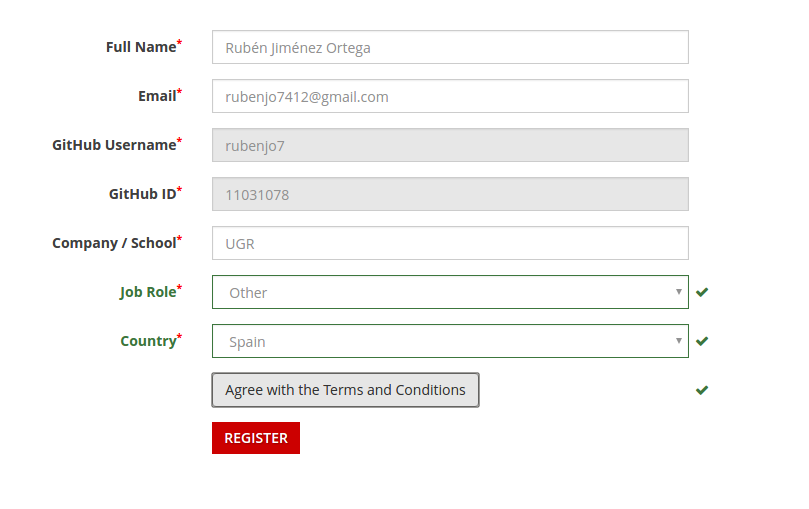 Full Name* Rubén Jiménez Ortega
Email* rubenjo7412@gmail.com
GitHub Username* rubenjo7
GitHub ID* 11031078
Company / School* UGR
Job Role* Other
Country* Spain
Agree with the Terms and Conditions
REGISTER